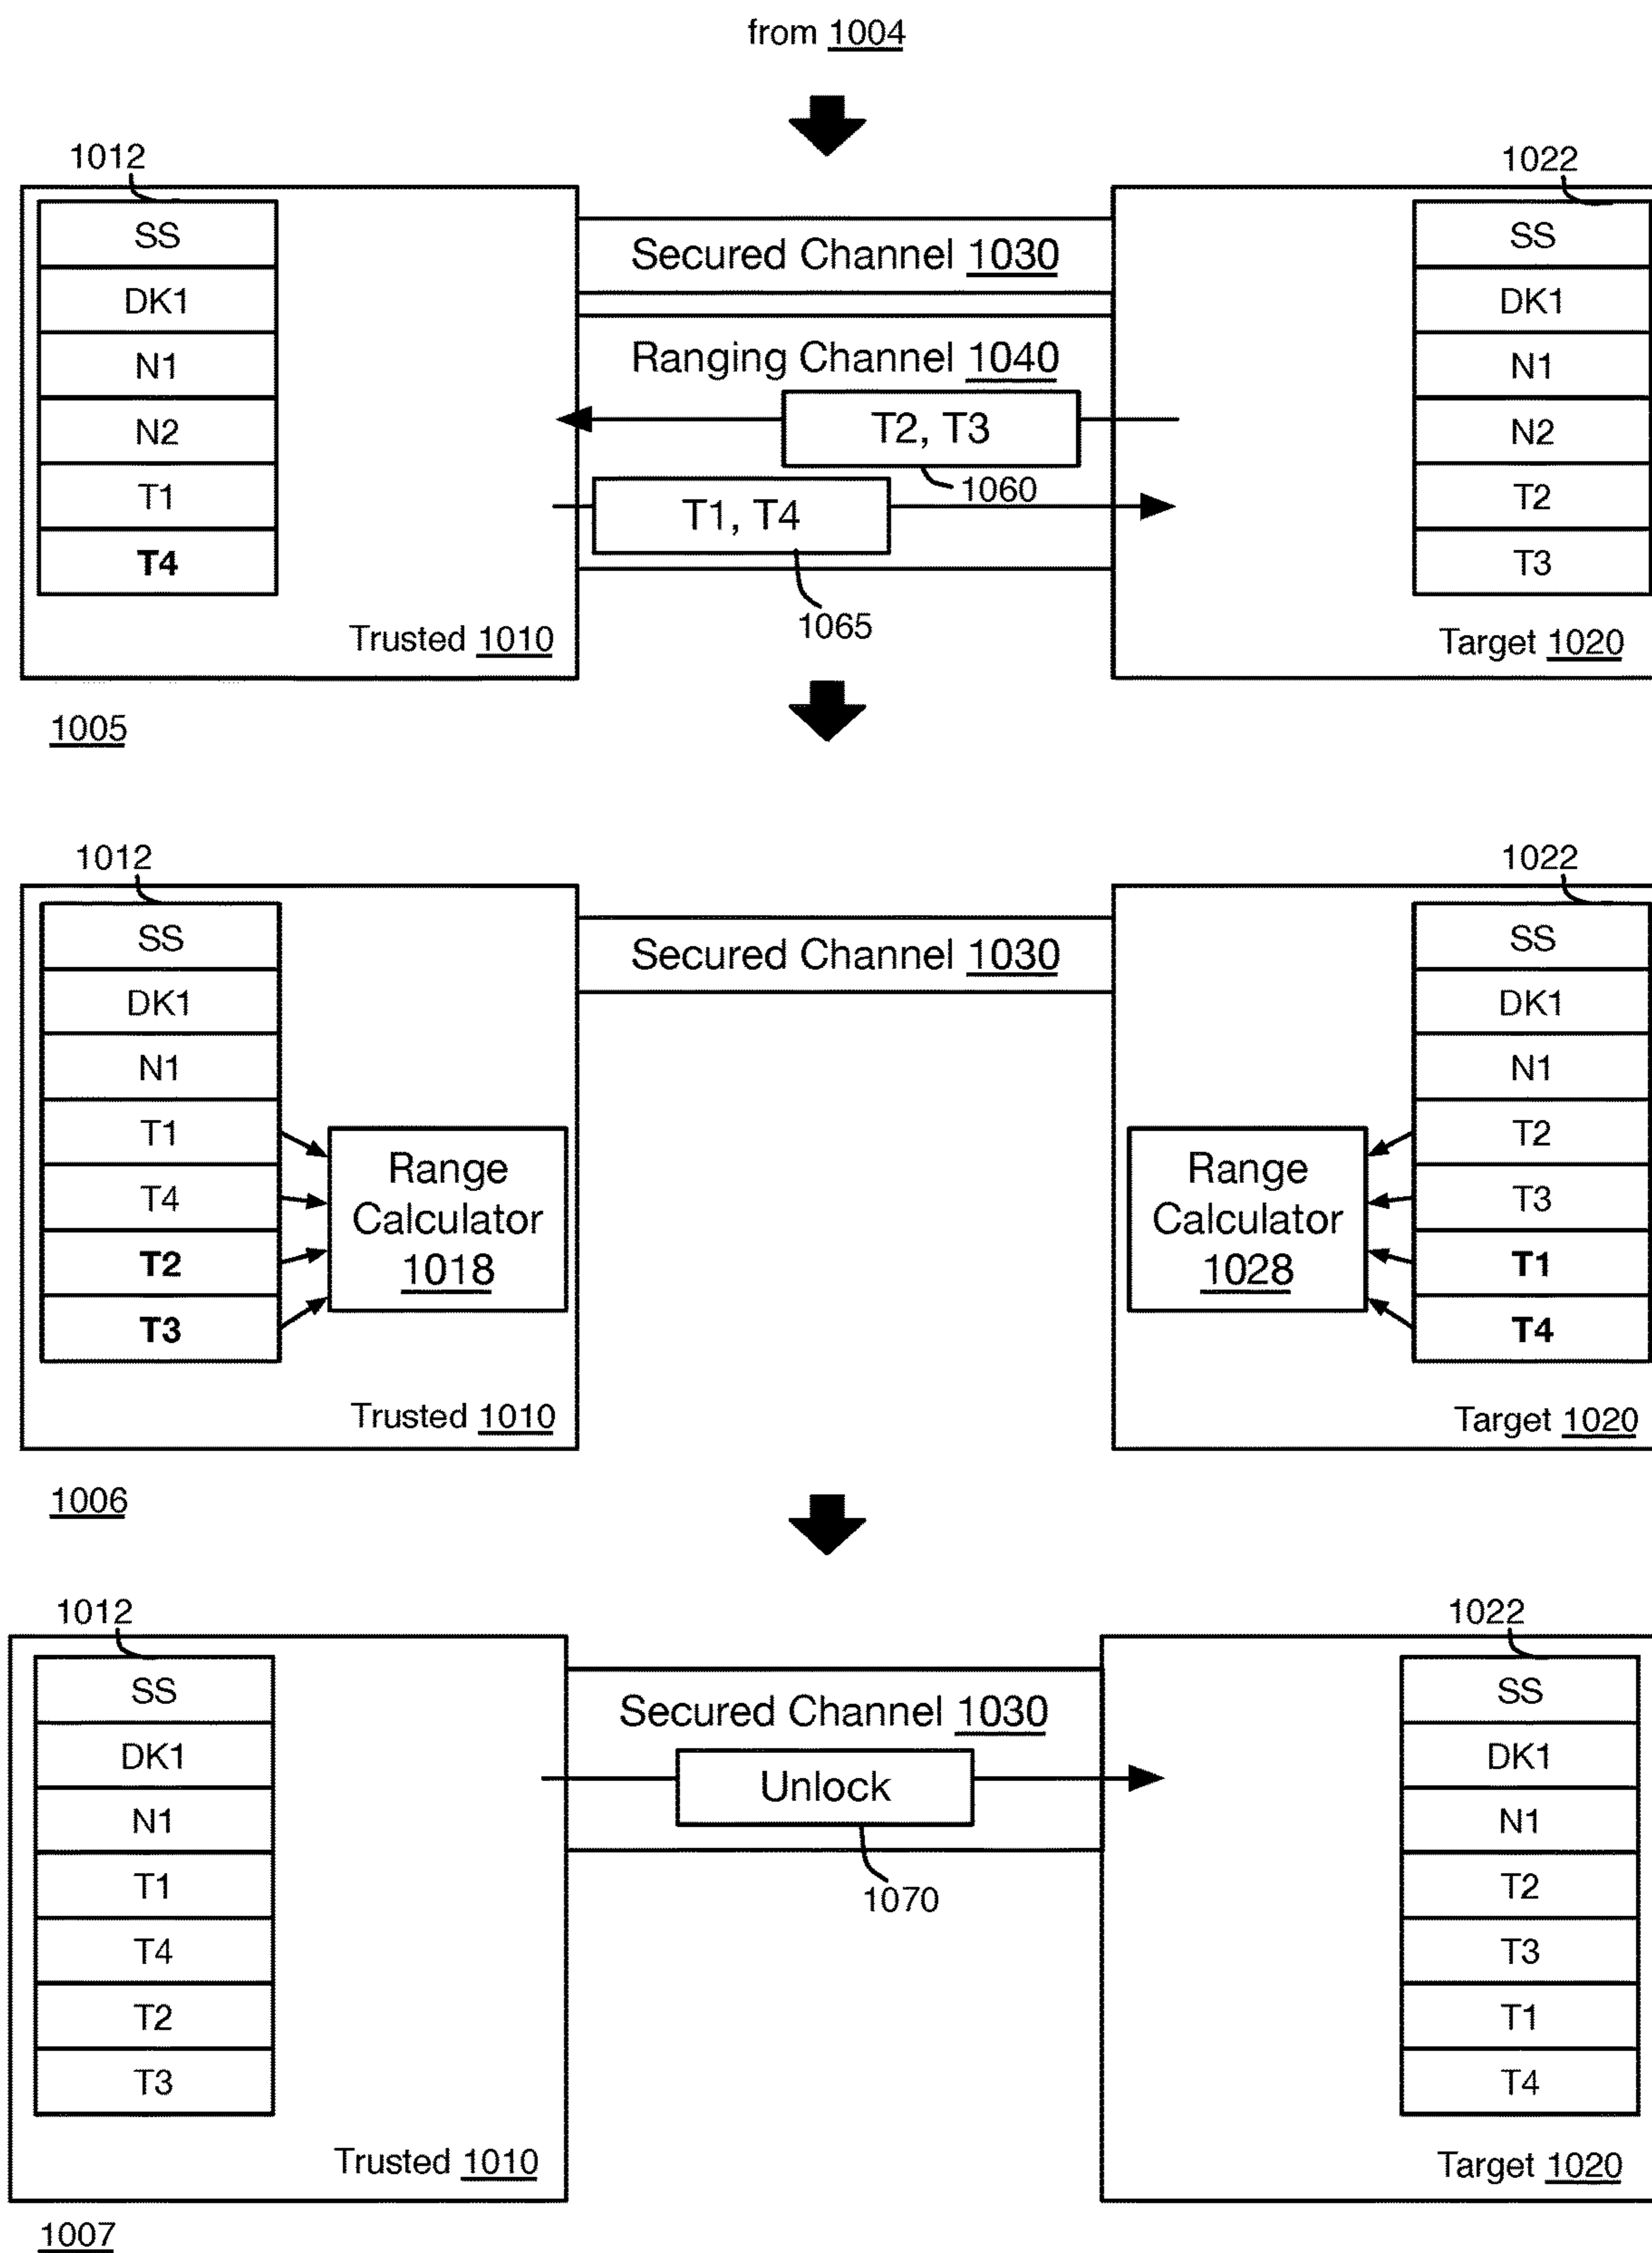 from 1004
1012
1022
SS
DK1
N1
N2
T1
T4
Secured Channel 1030
Ranging Channel 1040
T2, T3
1060
T1, T4
1065
SS
DK1
N1
N2
T2
T3
Trusted 1010
Target 1020
1005
1012
1022
SS
DK1
N1
T1
T4
T2
T3
Range
Calculator
1018
Secured Channel 1030
Range
Calculator
1028
SS
DK1
N1
T2
T3
T1
T4
Trusted 1010
Target 1020
1006
1012
1022
SS
DK1
N1
T1
T4
T2
T3
Secured Channel 1030
Unlock
1070
SS
DK1
N1
T2
T3
T1
T4
Trusted 1010
Target 1020
1007